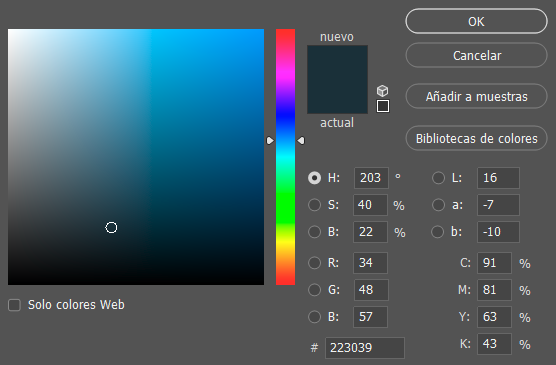 nuevo
actual
OK
Cancelar
Añadir a muestras
Bibliotecas de colores
H: 203 °
S: 40 %
B: 22 %
R: 34
G: 48
B: 57
# 223039
L: 16
a: -7
b: -10
C: 91 %
M: 81 %
Y: 63 %
K: 43 %
Solo colores Web